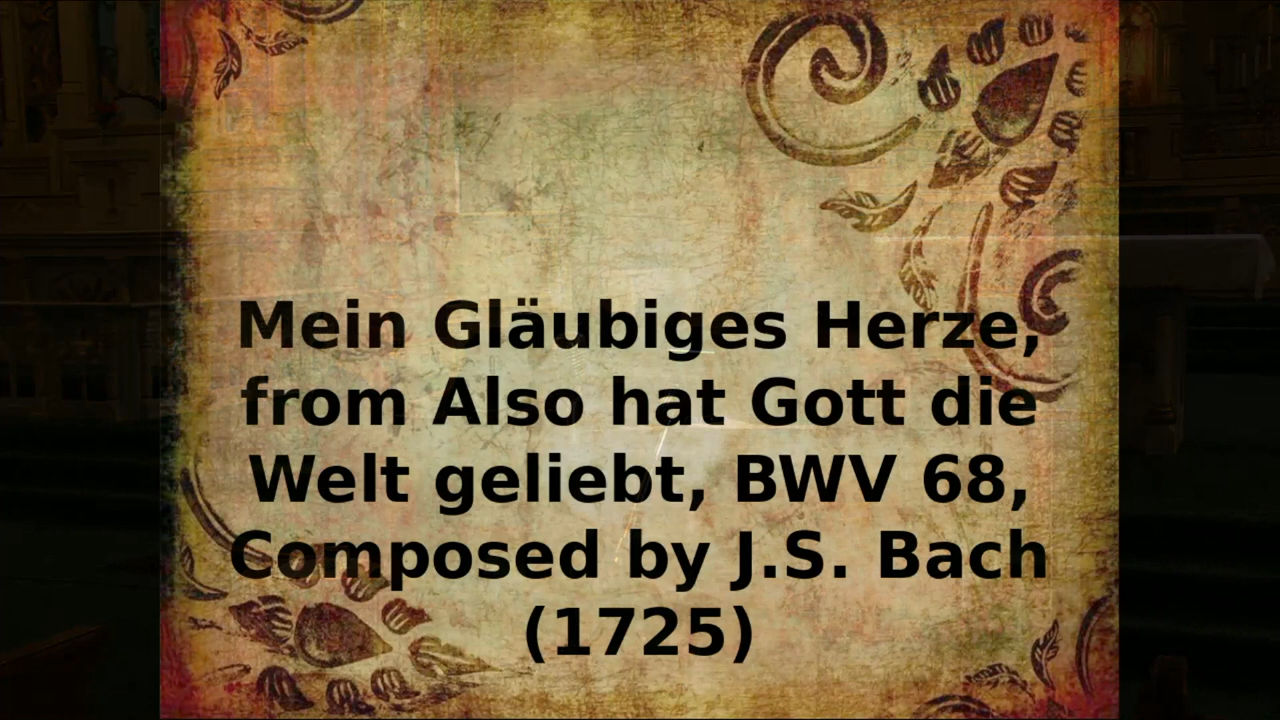 Mein Gläubiges Herze,
from Also hat Gott die
Welt geliebt, BWV 68,
Composed by J.S. Bach
(1725)